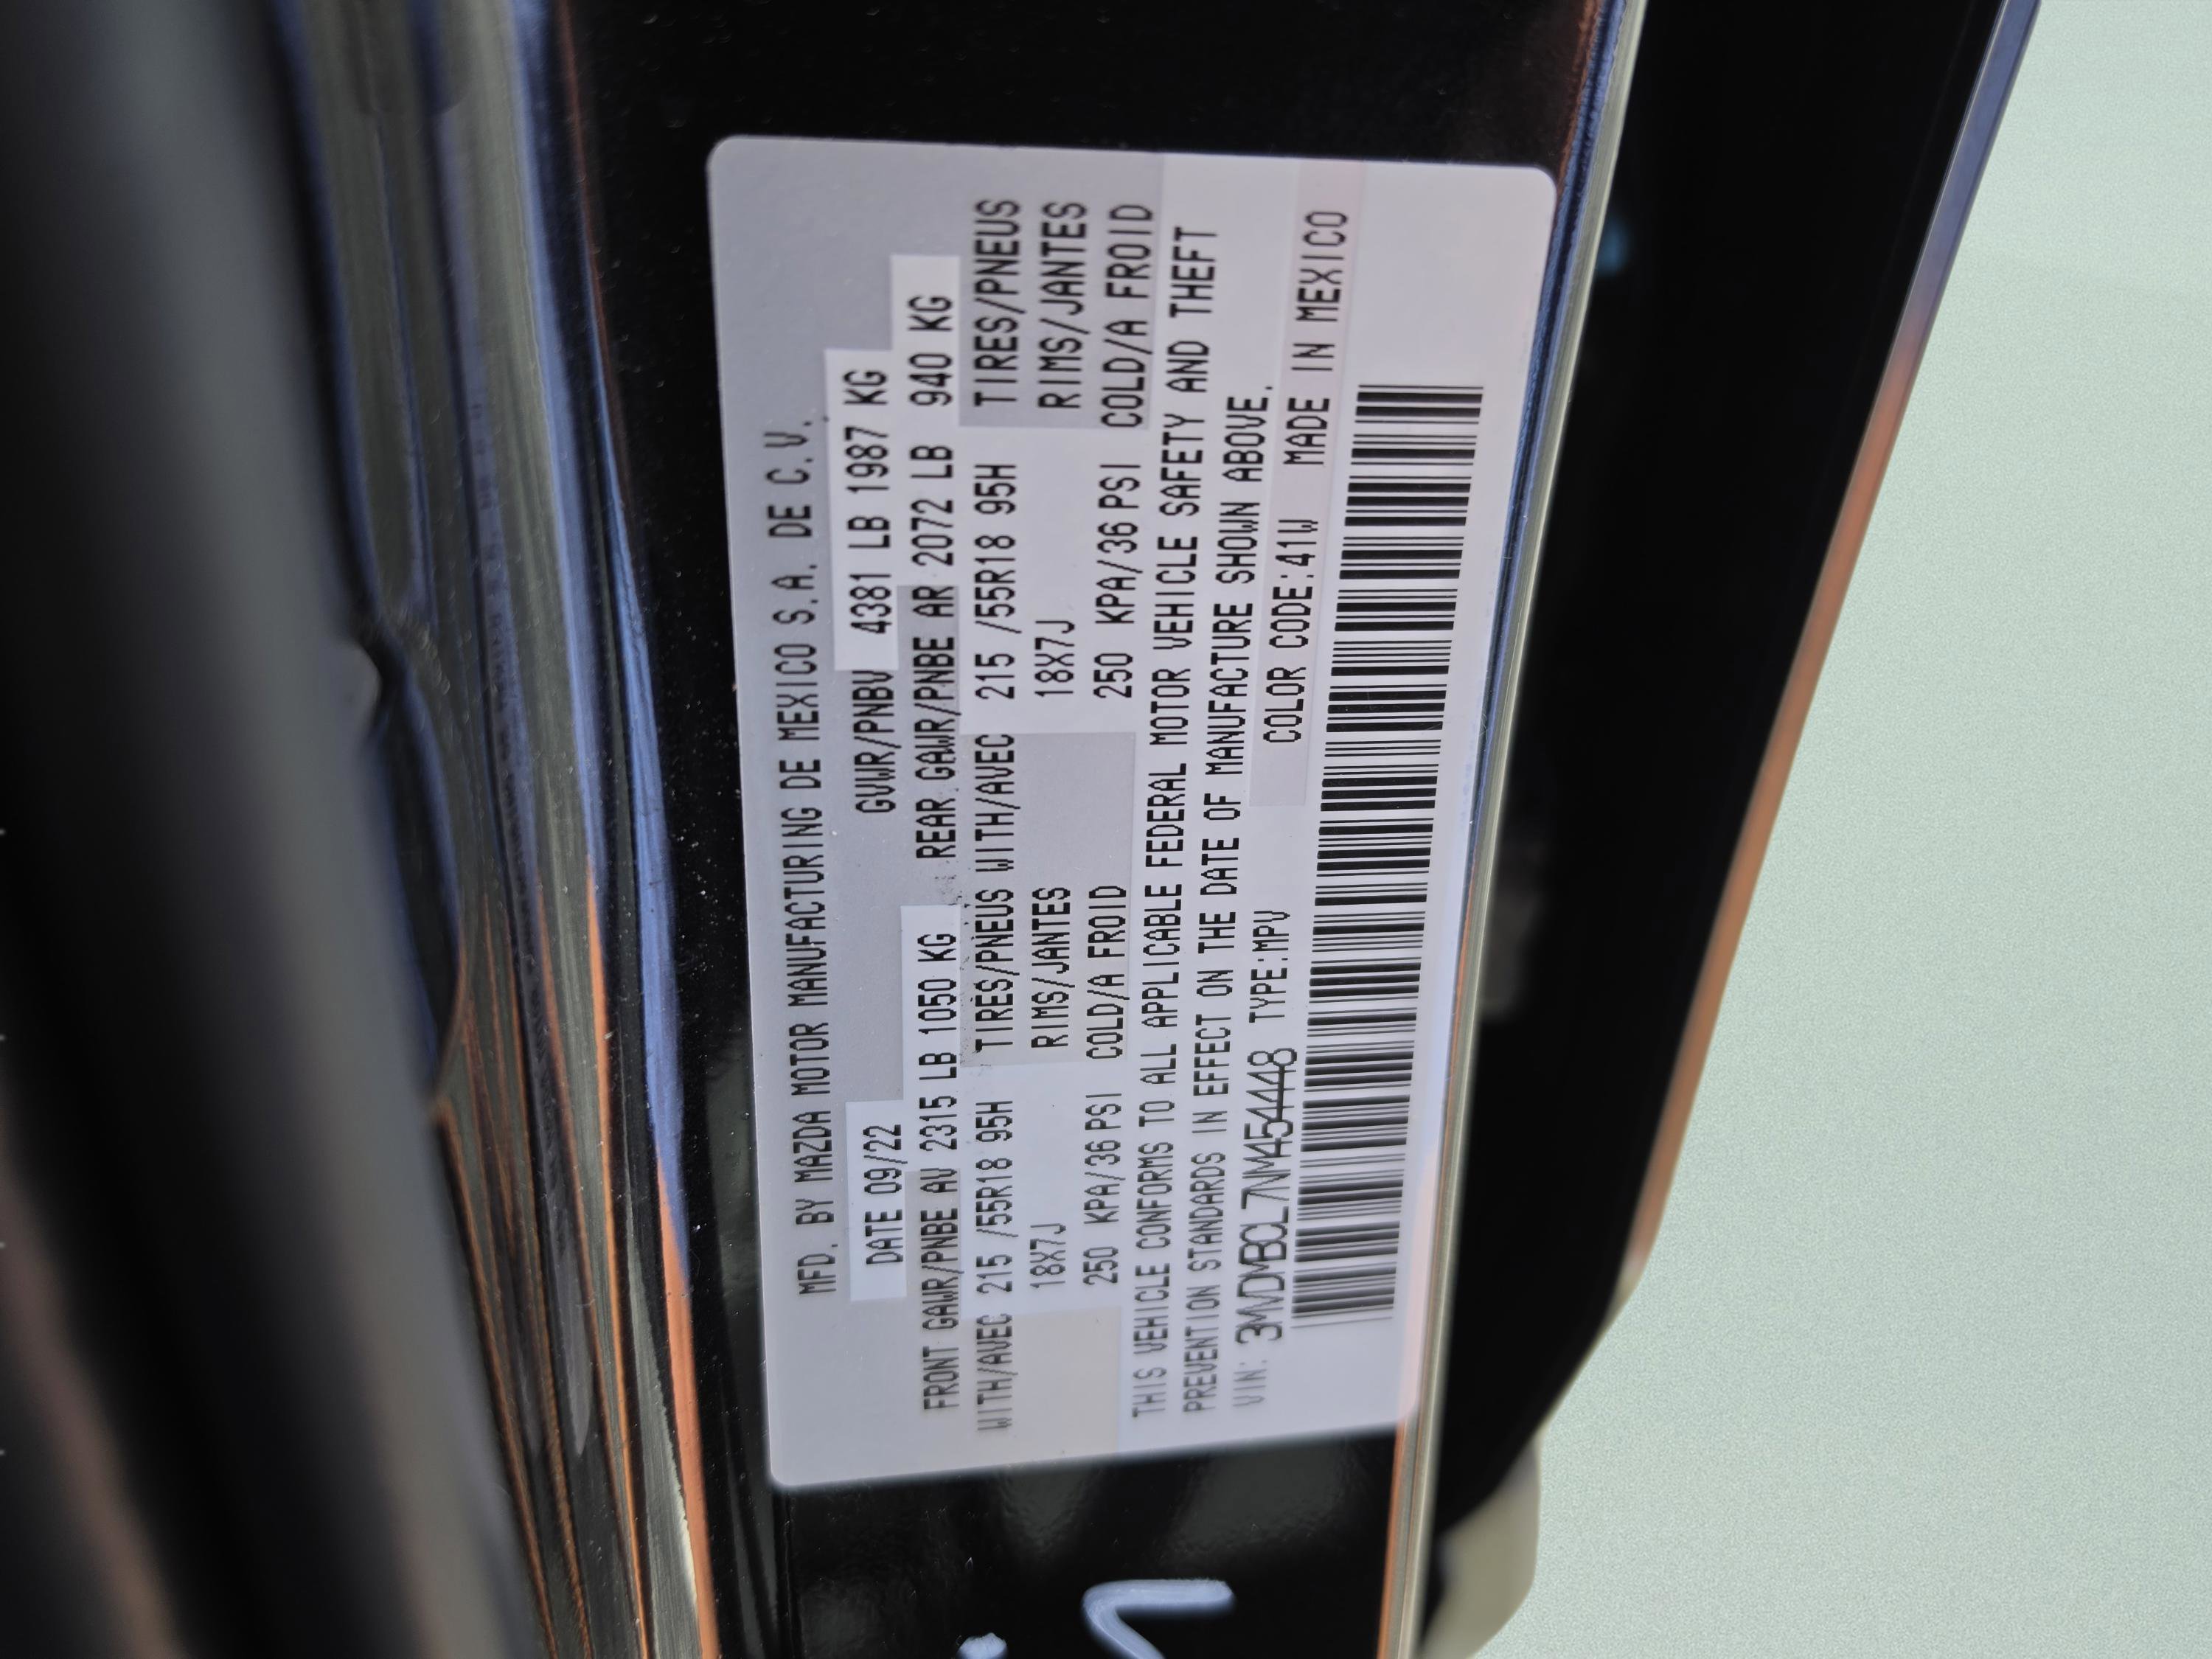 MFD. BY MAZDA MOTOR MANUFACTURING DE MEXICO S.A. DE C.V.
DATE 09/22 GVWR/PNBV 4381 LB 1987 KG
FRONT GAWR/PNBE AV 2315 LB 1050 KG REAR GAWR/PNBE AR 2072 LB 940 KG
WITH/AVEC 215 /55R18 95H TIRES/PNEUS WITH/AVEC 215 /55R18 95H TIRES/PNEUS
18X7J RIMS/JANTES 18X7J RIMS/JANTES
250 KPA/36 PSI COLD/A FROID 250 KPA/36 PSI COLD/A FROID
THIS VEHICLE CONFORMS TO ALL APPLICABLE FEDERAL MOTOR VEHICLE SAFETY AND THEFT
PREVENTION STANDARDS IN EFFECT ON THE DATE OF MANUFACTURE SHOWN ABOVE.
VIN: 3MVDMBCL7NM454448 TYPE:MPV COLOR CODE:41W MADE IN MEXICO